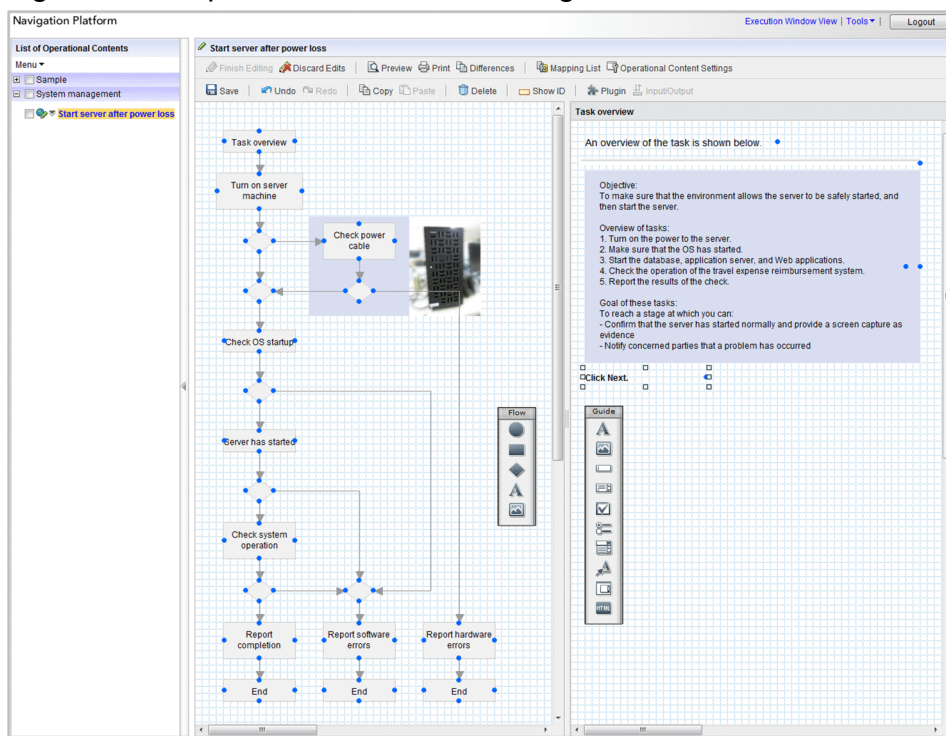 Navigation Platform
Execution Window View | Tools ▾ | Logout
List of Operational Contents
Menu ▾
Sample
System management
Start server after power loss
Start server after power loss
Finish Editing Discard Edits Preview Print Differences Mapping List Operational Content Settings
Save Undo Redo Copy Paste Delete Show ID Plugin Input/Output
Task overview
Turn on server
machine
Check power
cable
Check OS startup
Server has started
Check system
operation
Report
completion
Report software
errors
Report hardware
errors
End
End
End
Flow
A
Task overview
An overview of the task is shown below.
Objective:
To make sure that the environment allows the server to be safely started, and
then start the server.
Overview of tasks:
1. Turn on the power to the server.
2. Make sure that the OS has started.
3. Start the database, application server, and Web applications.
4. Check the operation of the travel expense reimbursement system.
5. Report the results of the check.
Goal of these tasks:
To reach a stage at which you can:
- Confirm that the server has started normally and provide a screen capture as
evidence
- Notify concerned parties that a problem has occurred
Click Next.
Guide
A
A
HTML